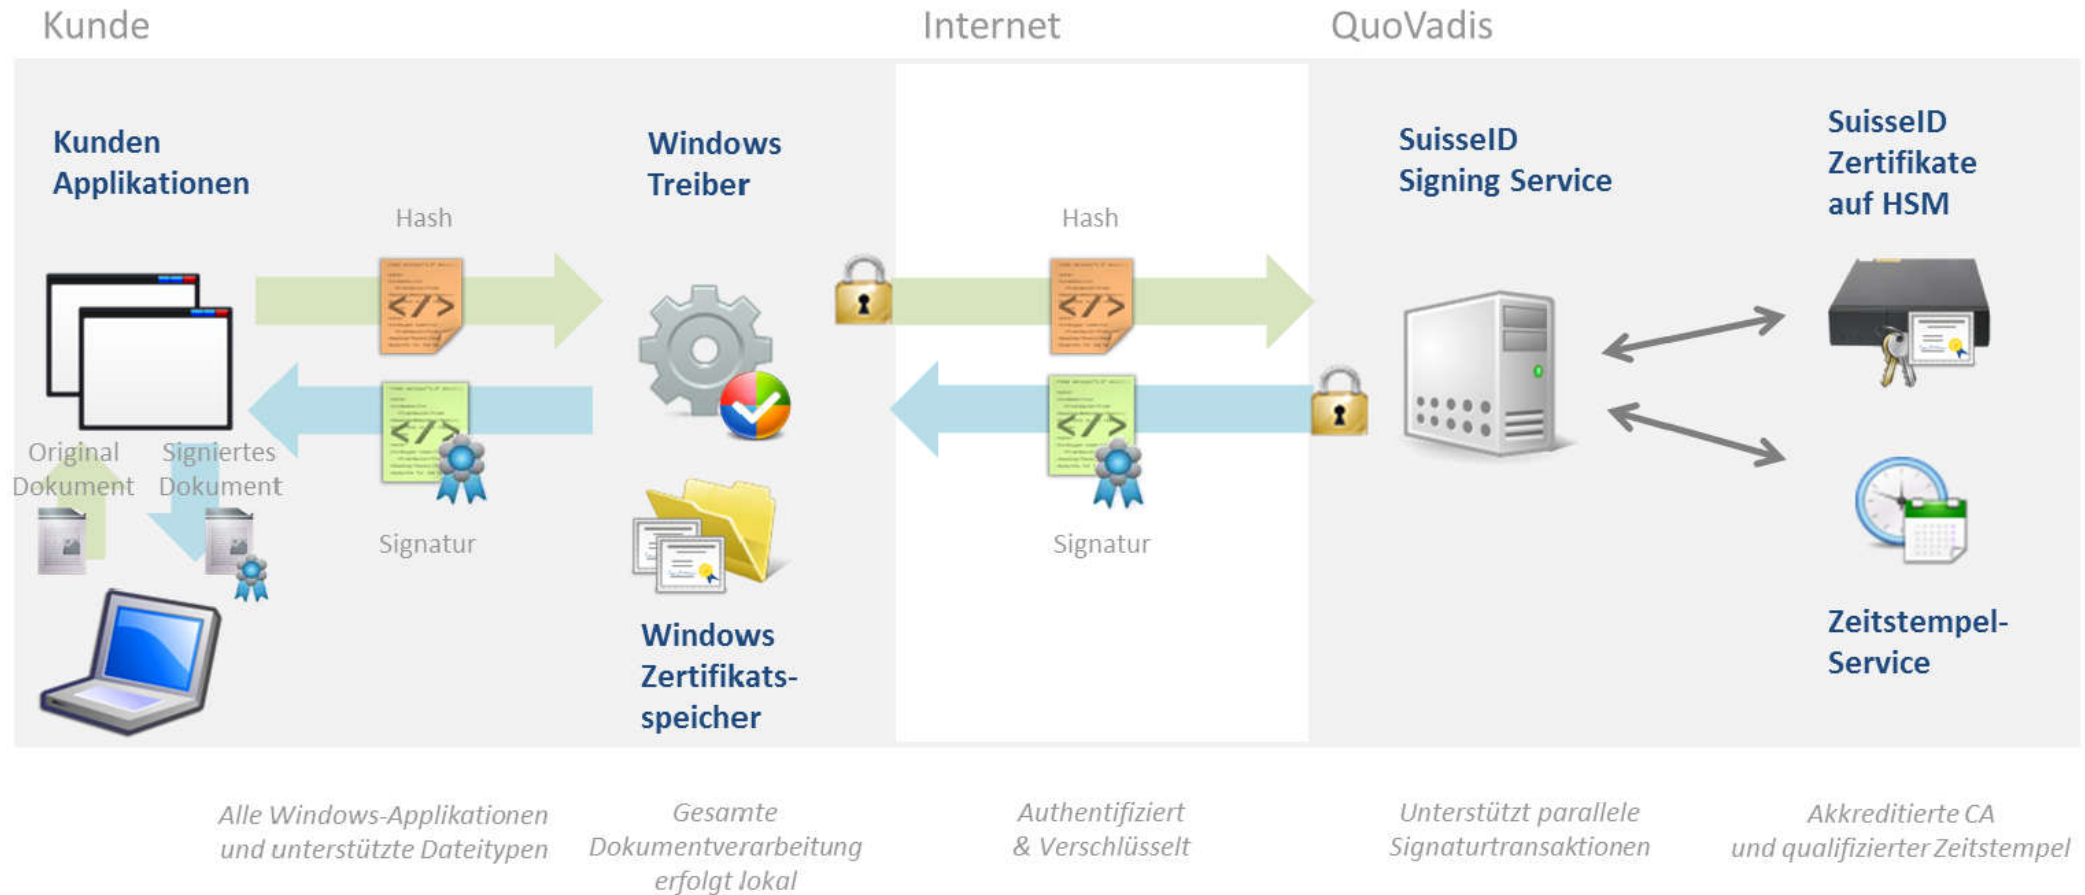 Kunde
Internet
QuoVadis
Kunden
Applikationen
Windows
Treiber
SuisseID
Signing Service
SuisseID
Zertifikate
auf HSM
Hash
Hash
</>
</>
</>
</>
Original
Dokument
Signiertes
Dokument
Signatur
Signatur
Windows
Zertifikats-
speicher
Zeitstempel-
Service
Alle Windows-Applikationen
und unterstützte Dateitypen
Gesamte
Dokumentverarbeitung
erfolgt lokal
Authentifiziert
& Verschlüsselt
Unterstützt parallele
Signaturtransaktionen
Akkreditierte CA
und qualifizierter Zeitstempel